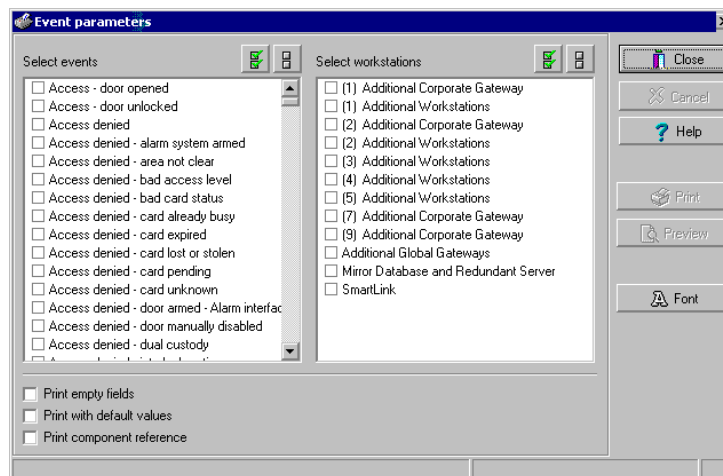 Event parameters
Select events
Select workstations
Access - door opened
Access - door unlocked
Access denied
Access denied - alarm system armed
Access denied - area not clear
Access denied - bad access level
Access denied - bad card status
Access denied - card already busy
Access denied - card expired
Access denied - card lost or stolen
Access denied - card pending
Access denied - card unknown
Access denied - door armed - Alarm interfac
Access denied - door manually disabled
Access denied - dual custody
(1) Additional Corporate Gateway
(1) Additional Workstations
(2) Additional Corporate Gateway
(2) Additional Workstations
(3) Additional Workstations
(4) Additional Workstations
(5) Additional Workstations
(7) Additional Corporate Gateway
(9) Additional Corporate Gateway
Additional Global Gateways
Mirror Database and Redundant Server
SmartLink
Print empty fields
Print with default values
Print component reference
Close
Cancel
Help
Print
Preview
Font